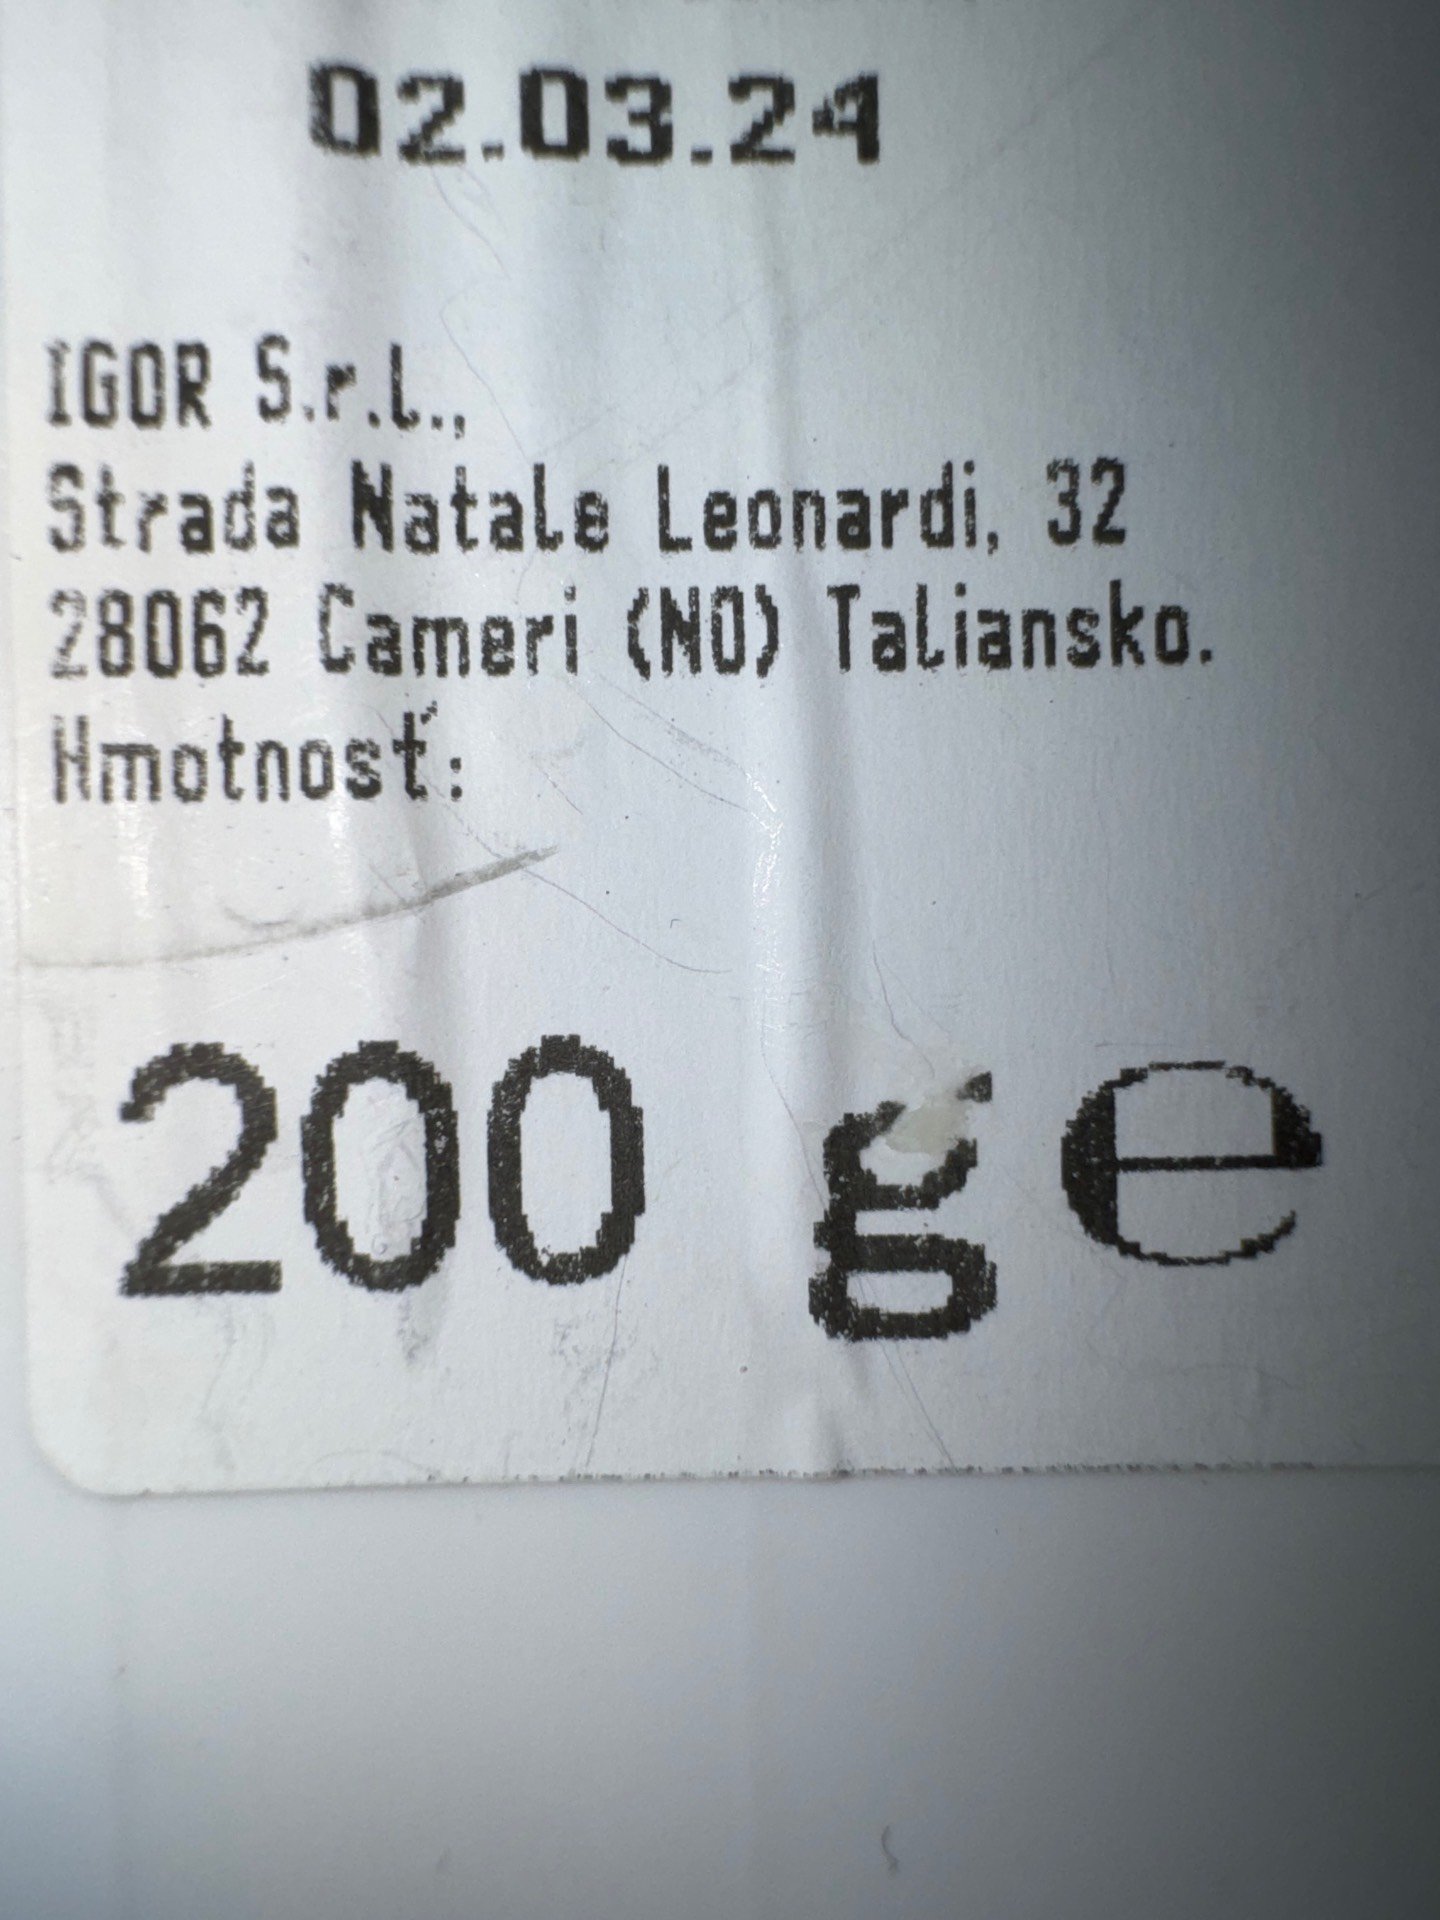 02.03.24
IGOR S.r.l.,
Strada Natale Leonardi, 32
28062 Cameri (NO) Taliansko.
Hmotnosť:
200 g ℮